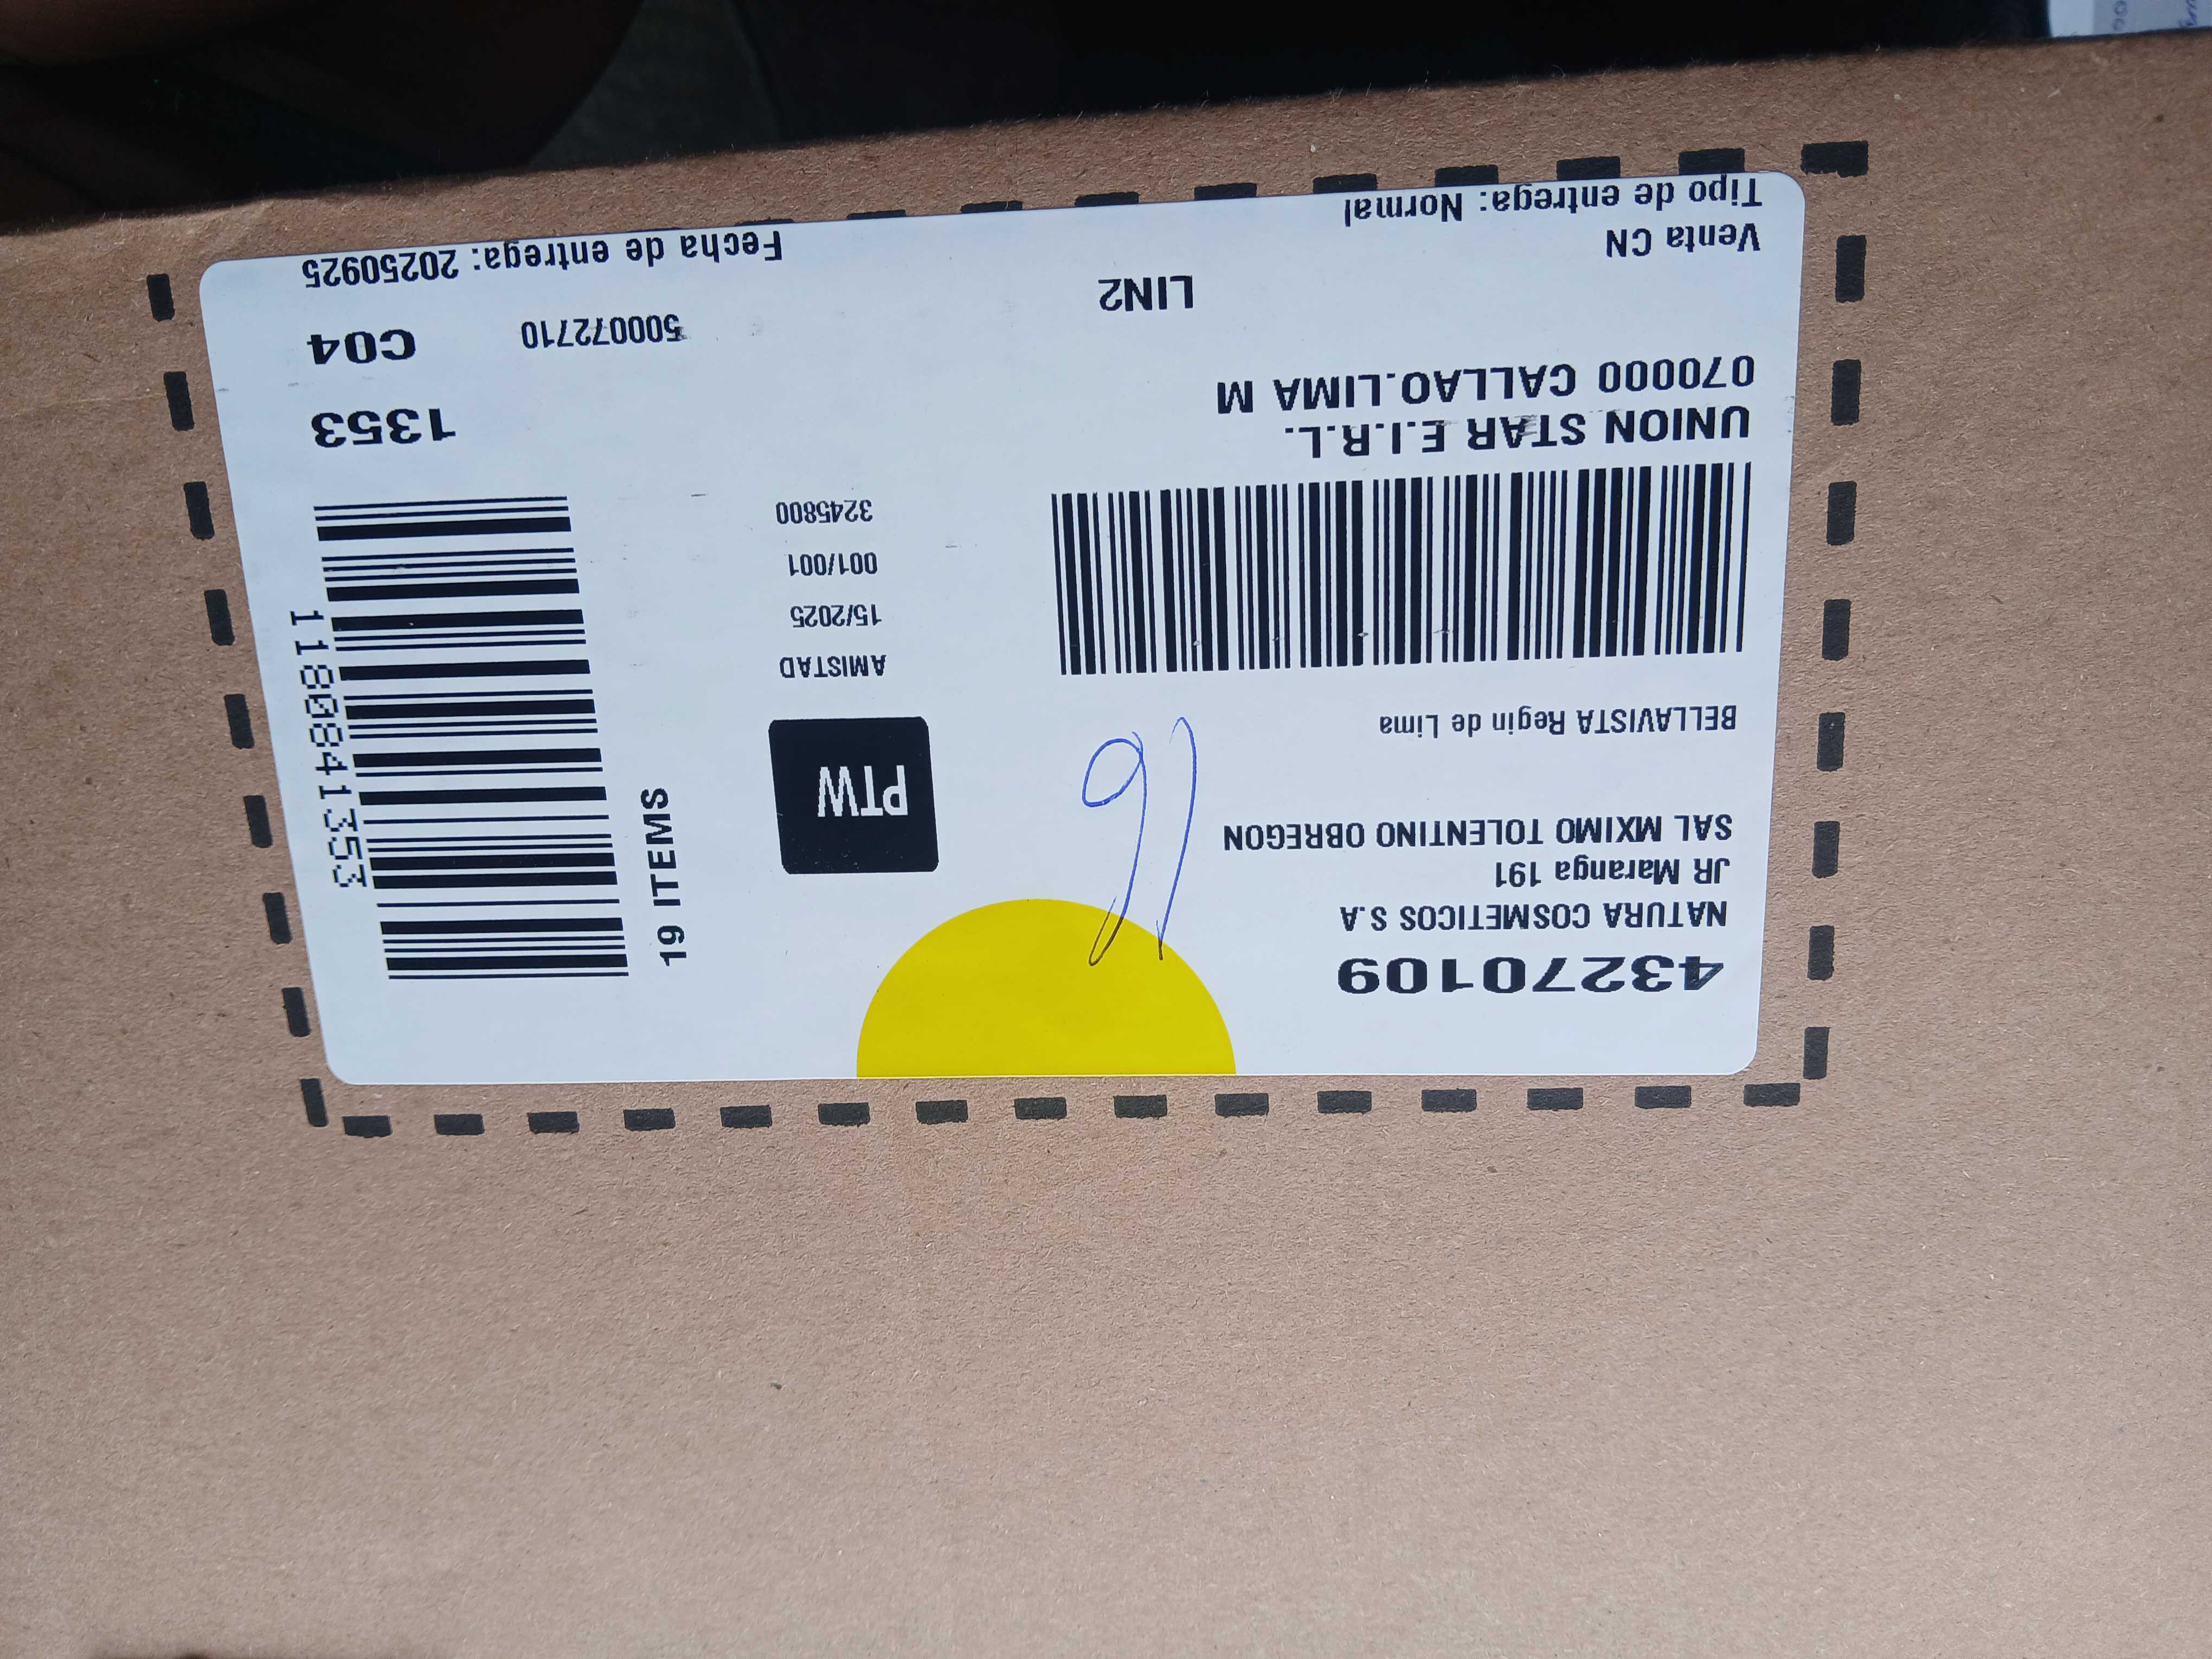 43270109
NATURA COSMETICOS S.A
JR Maranga 191
SAL MXIMO TOLENTINO OBREGON
16
BELLAVISTA Regin de Lima
UNION STAR E.I.R.L.
070000 CALLAO.LIMA M
LIN2
Venta CN
Tipo de entrega: Normal
PTW
AMISTAD
15/2025
001/001
3245800
19 ITEMS
1180841353
1353
500072710
C04
Fecha de entrega: 20250925